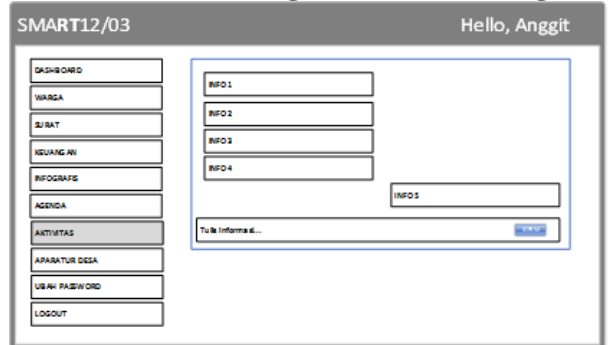 SMART12/03
Hello, Anggit
DASHBOARD
WARGA
SURAT
KEUANGAN
INFOGRAFIS
AGENDA
AKTIVITAS
APARATUR DESA
UBAH PASSWORD
LOGOUT
INFO 1
INFO 2
INFO 3
INFO 4
INFO 5
Tulis Informasi...